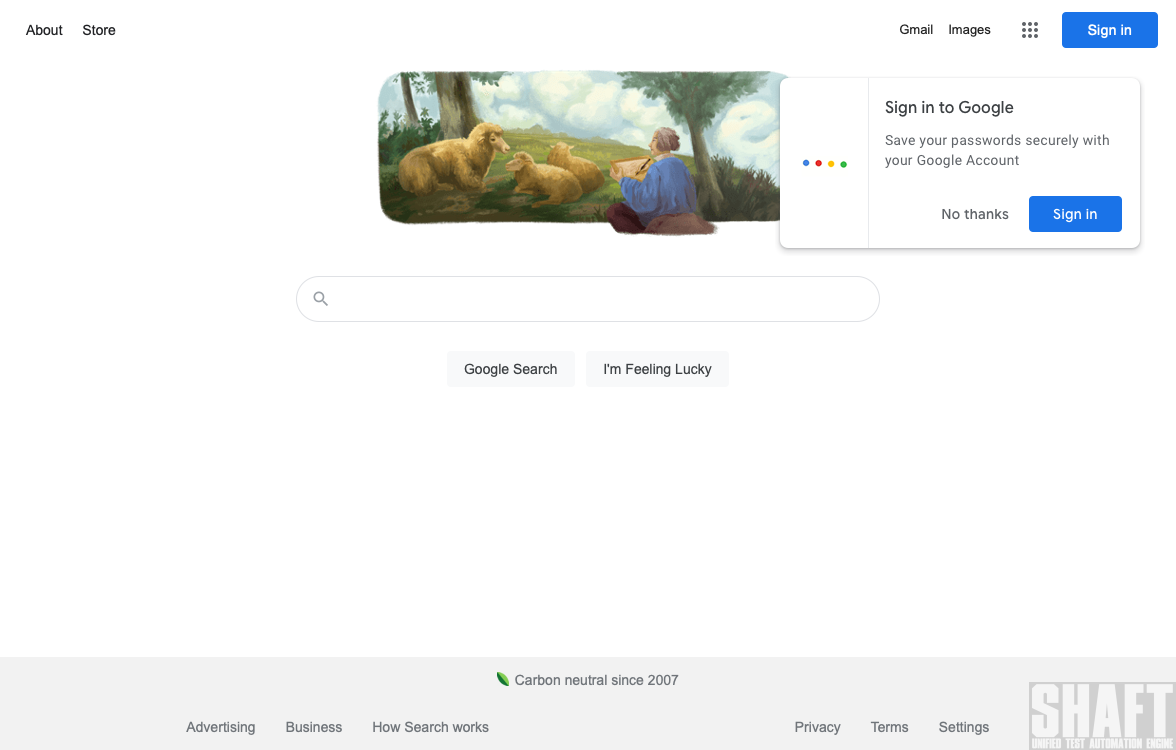 About Store
Gmail Images
Sign in
Sign in to Google
Save your passwords securely with
your Google Account
No thanks
Sign in
Google Search
I'm Feeling Lucky
Carbon neutral since 2007
Advertising Business How Search works
Privacy Terms Settings
SHAFT
UNIFIED TEST AUTOMATION ENGINE